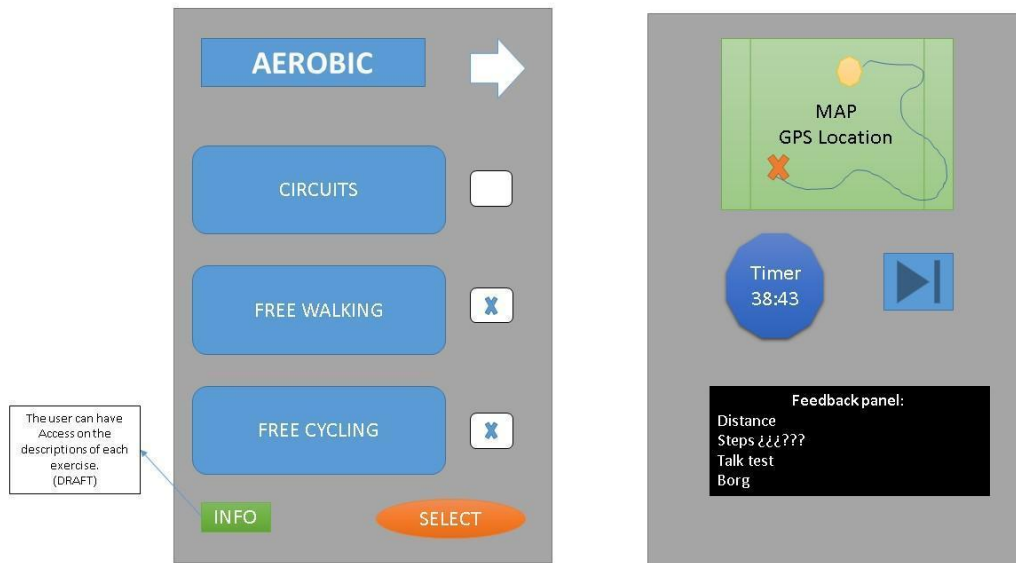 AEROBIC
CIRCUITS
FREE WALKING
FREE CYCLING
The user can have
Access on the
descriptions of each
exercise.
(DRAFT)
INFO
SELECT
MAP
GPS Location
Timer
38:43
Feedback panel:
Distance
Steps ¿¿¿???
Talk test
Borg